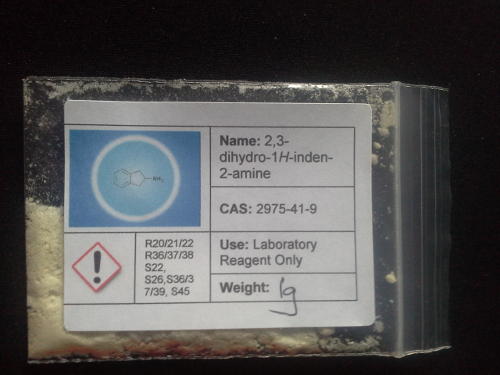 NH₂
Name: 2,3-
dihydro-1H-inden-
2-amine
CAS: 2975-41-9
R20/21/22
R36/37/38
S22,
S26,S36/3
7/39, S45
Use: Laboratory
Reagent Only
Weight: 1g